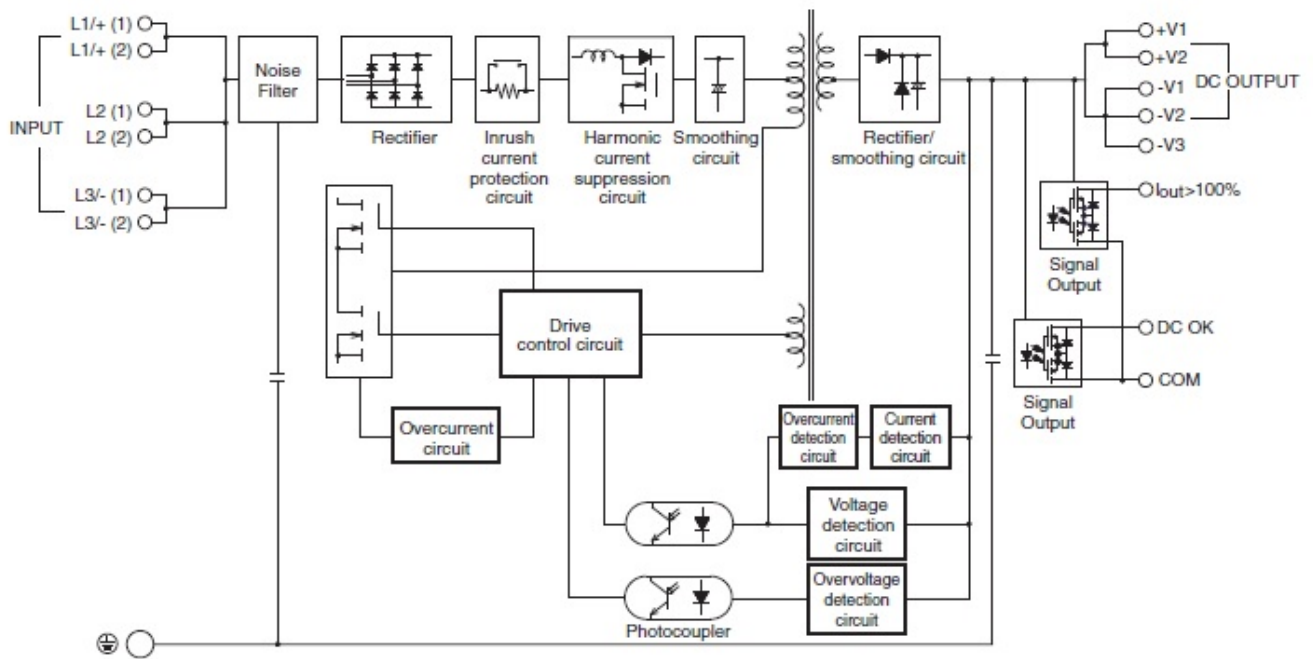 L1/+ (1)
L1/+ (2)
L2 (1)
L2 (2)
L3/- (1)
L3/- (2)
INPUT
Noise
Filter
Rectifier
Inrush
current
protection
circuit
Harmonic
current
suppression
circuit
Smoothing
circuit
Rectifier/
smoothing circuit
+V1
+V2
-V1
-V2
-V3
DC OUTPUT
Iout>100%
Signal
Output
DC OK
COM
Signal
Output
Drive
control circuit
Overcurrent
circuit
Overcurrent
detection
circuit
Current
detection
circuit
Voltage
detection
circuit
Overvoltage
detection
circuit
Photocoupler